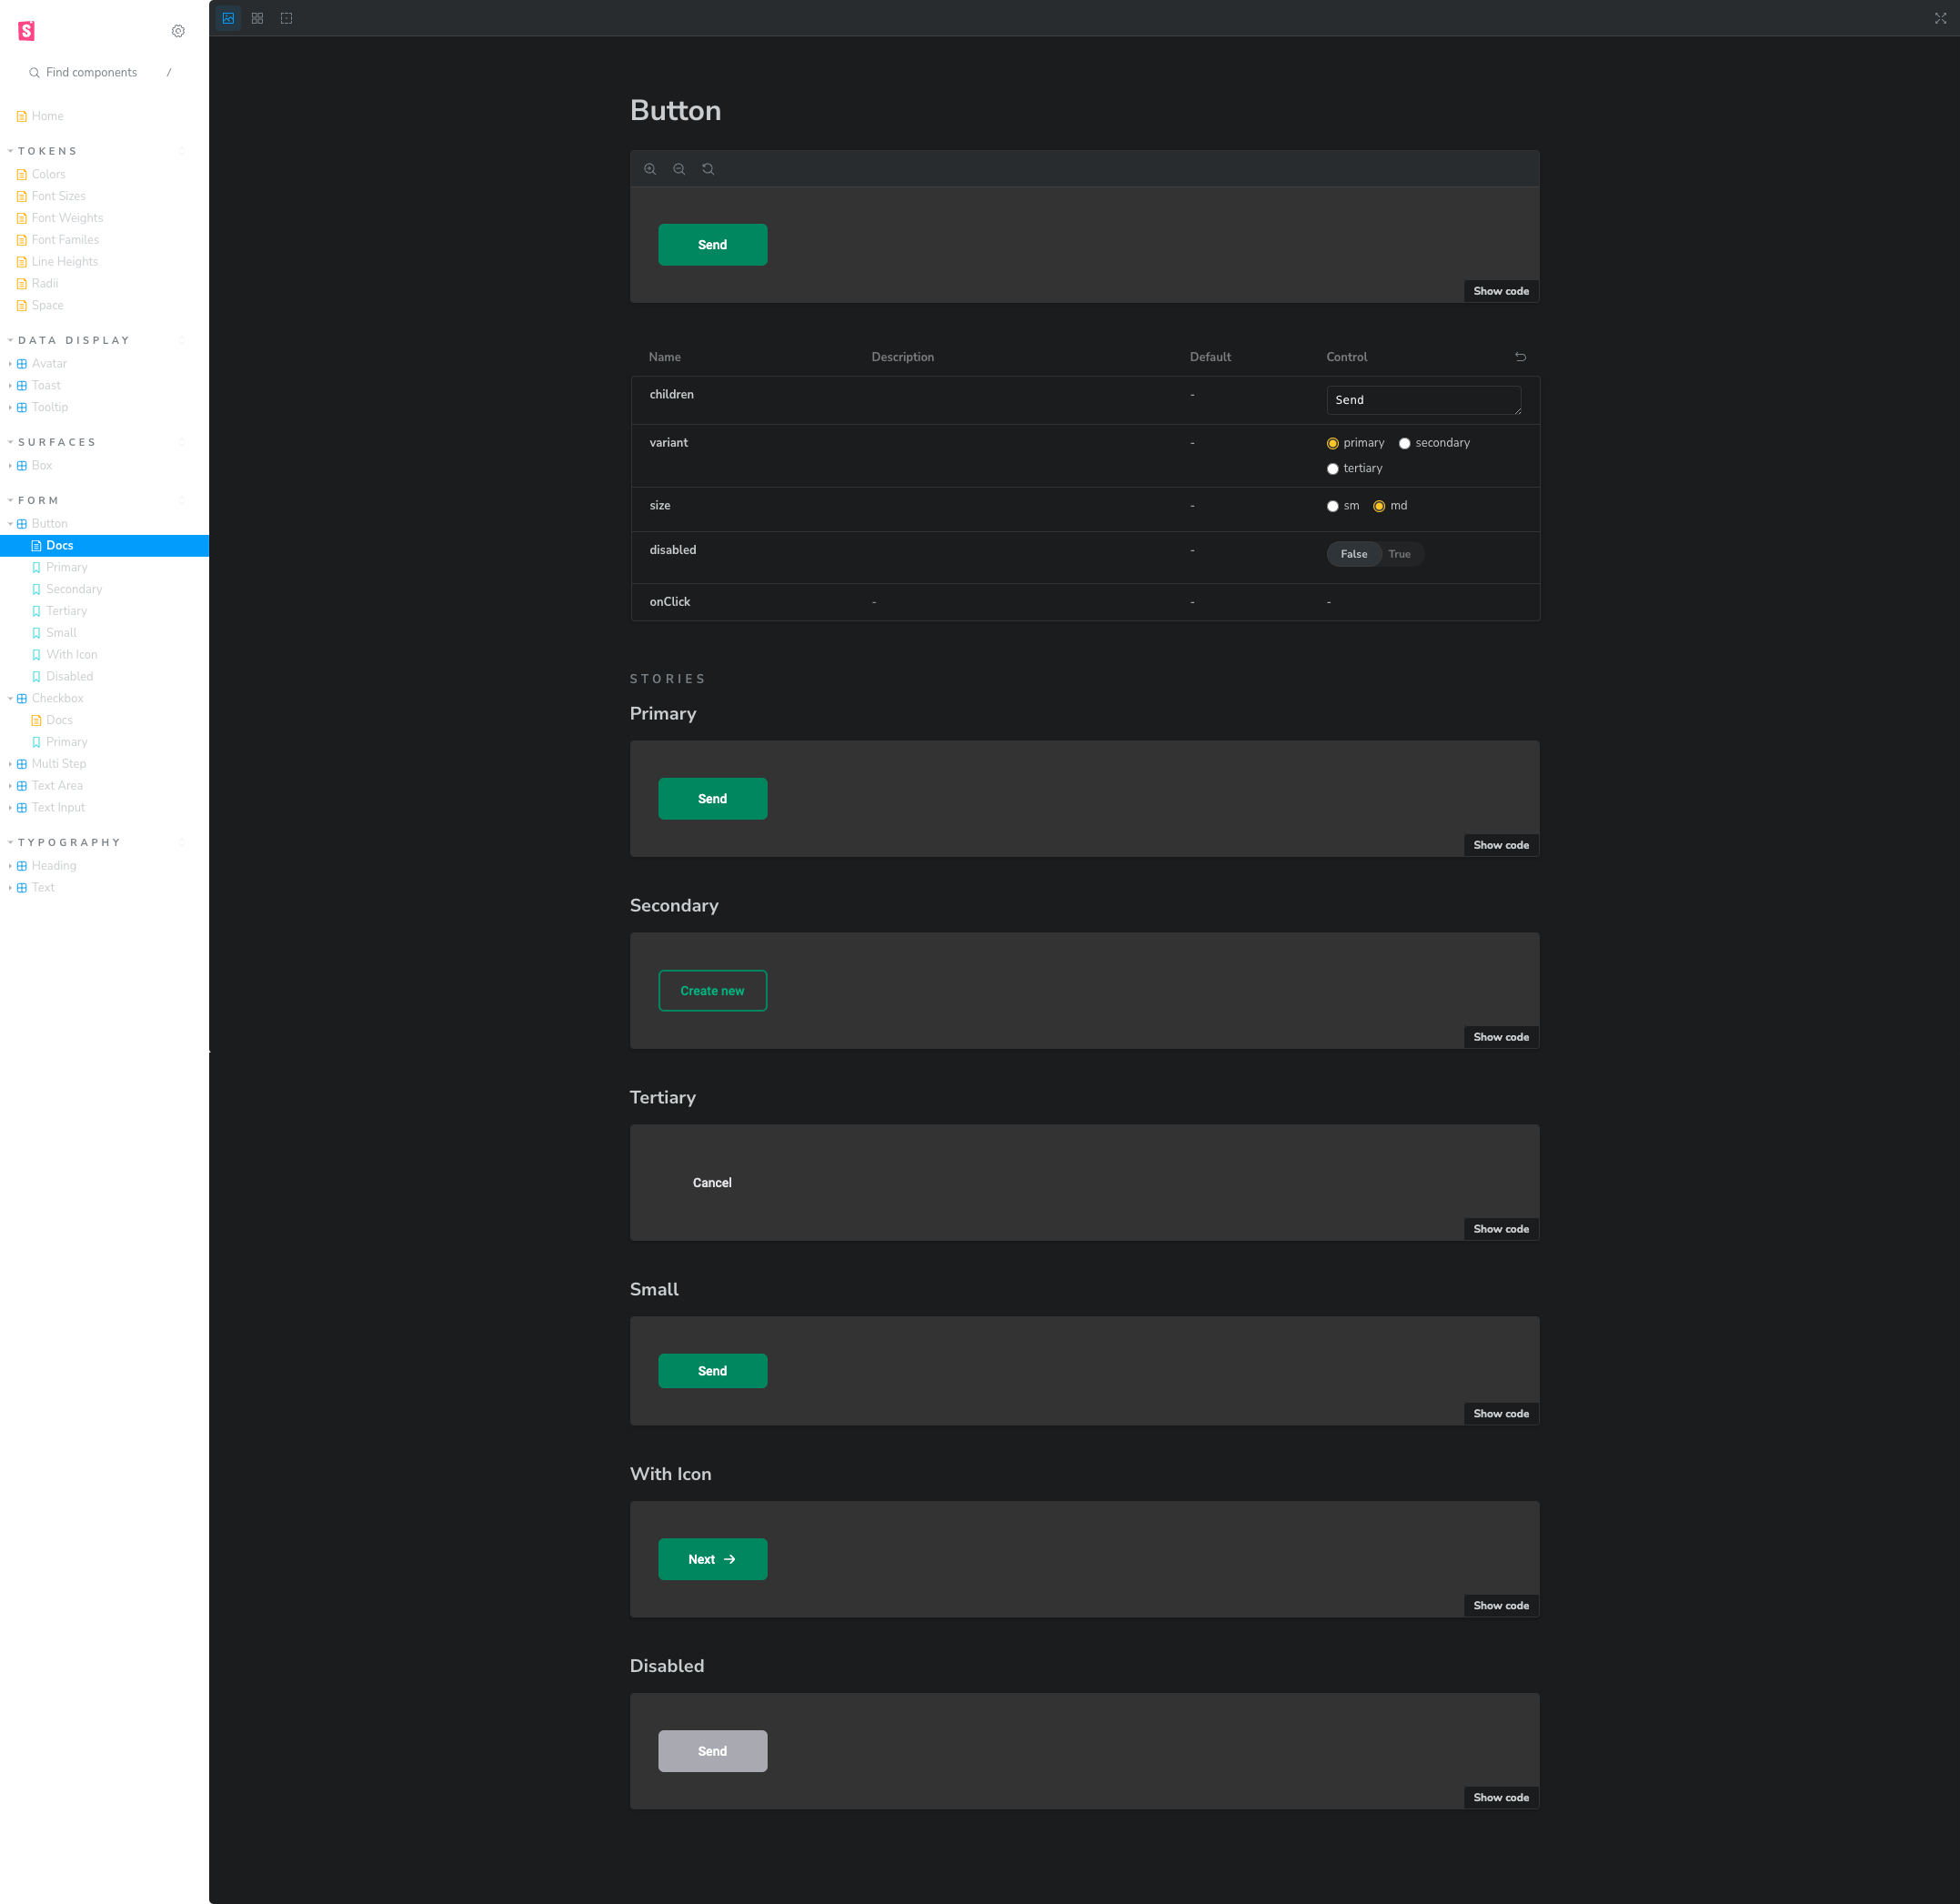 S
Find components /
Home
TOKENS
Colors
Font Sizes
Font Weights
Font Familes
Line Heights
Radii
Space
DATA DISPLAY
Avatar
Toast
Tooltip
SURFACES
Box
FORM
Button
Docs
Primary
Secondary
Tertiary
Small
With Icon
Disabled
Checkbox
Docs
Primary
Multi Step
Text Area
Text Input
TYPOGRAPHY
Heading
Text
Button
Send
Show code
Name Description Default Control
children - Send
variant - primary secondary
tertiary
size - sm md
disabled - False True
onClick - - -
STORIES
Primary
Send
Show code
Secondary
Create new
Show code
Tertiary
Cancel
Show code
Small
Send
Show code
With Icon
Next →
Show code
Disabled
Send
Show code